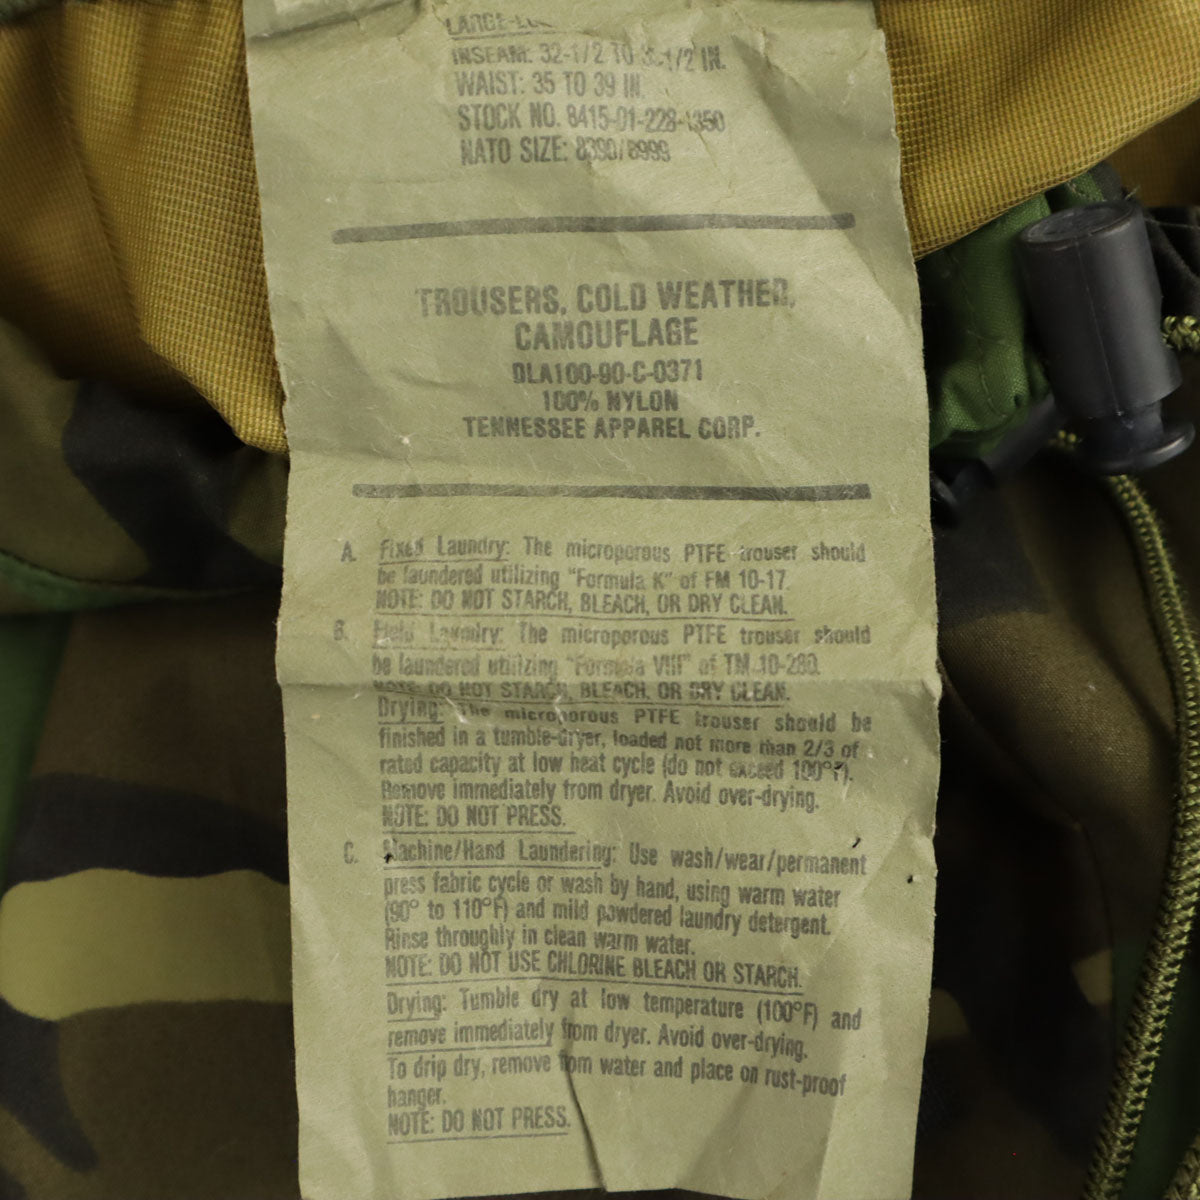 LARGE-
INSEAM: 32-1/2 TO 3 -1/2 IN.
WAIST: 35 TO 39 IN.
STOCK NO. 8415-01-228-1350
NATO SIZE: 8390/8999
TROUSERS, COLD WEATHER,
CAMOUFLAGE
DLA100-90-C-0371
100% NYLON
TENNESSEE APPAREL CORP.
A. Fixed Laundry: The microporous PTFE trouser should
be laundered utilizing "Formula K" of FM 10-17.
NOTE: DO NOT STARCH, BLEACH, OR DRY CLEAN.
B. Field Laundry: The microporous PTFE trouser should
be laundered utilizing "Formula VIII" of TM 10-280.
NOTE: DO NOT STARCH, BLEACH, OR DRY CLEAN.
Drying: The microporous PTFE trouser should be
finished in a tumble-dryer, loaded not more than 2/3 of
rated capacity at low heat cycle (do not exceed 100°F).
Remove immediately from dryer. Avoid over-drying.
NOTE: DO NOT PRESS.
C. Machine/Hand Laundering: Use wash/wear/permanent
press fabric cycle or wash by hand, using warm water
(90° to 110°F) and mild powdered laundry detergent.
Rinse throughly in clean warm water.
NOTE: DO NOT USE CHLORINE BLEACH OR STARCH.
Drying: Tumble dry at low temperature (100°F) and
remove immediately from dryer. Avoid over-drying.
To drip dry, remove from water and place on rust-proof
hanger.
NOTE: DO NOT PRESS.